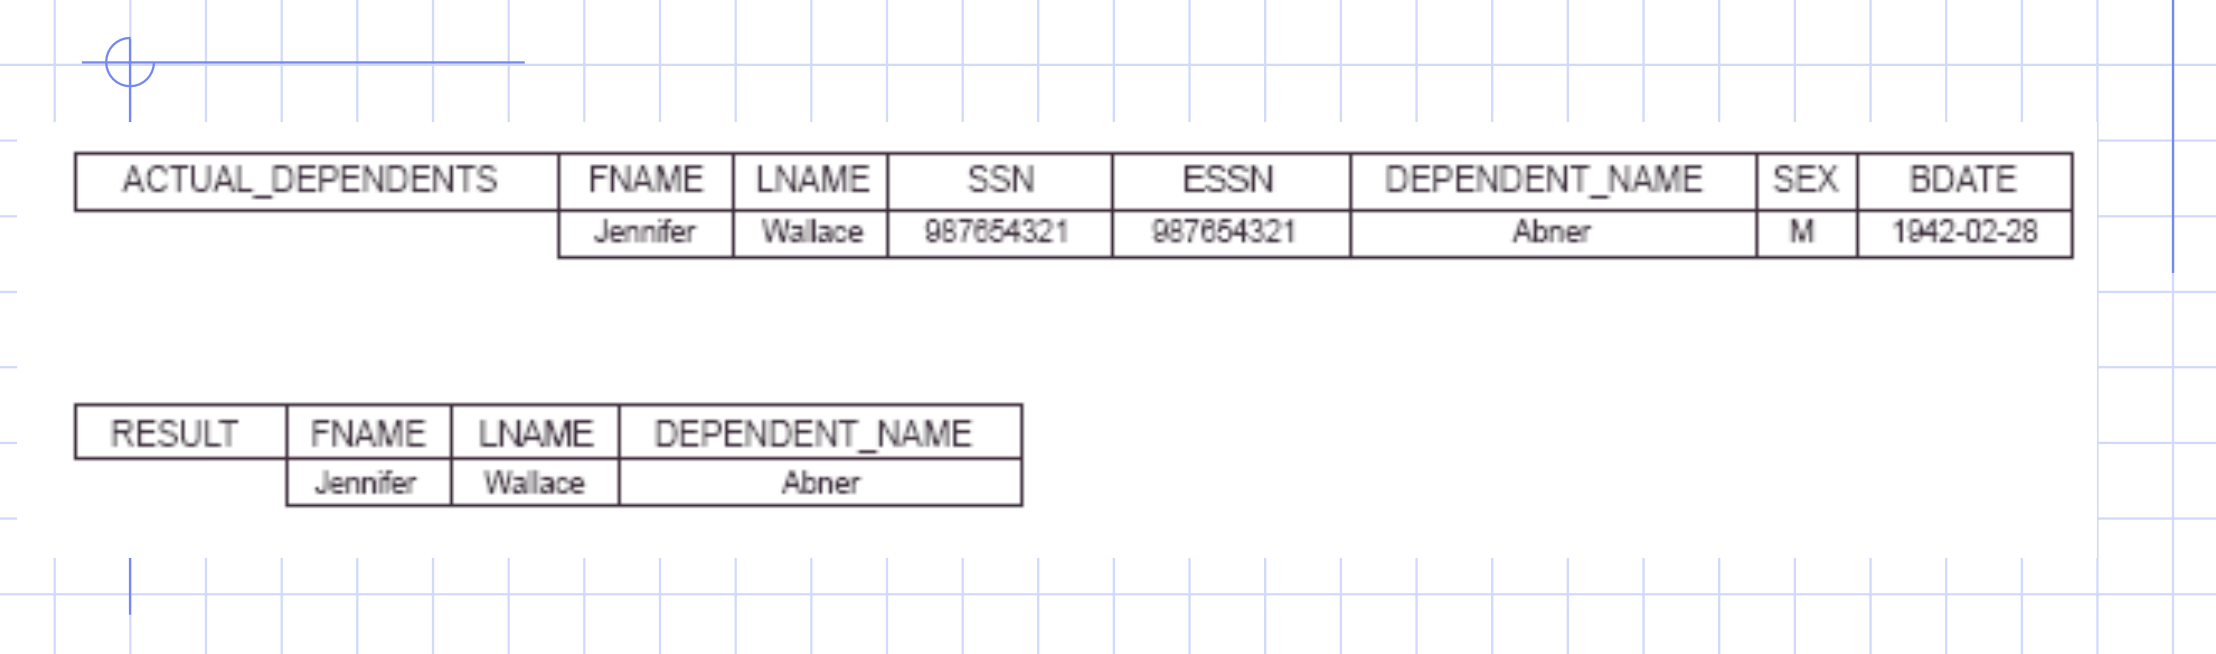 ACTUAL_DEPENDENTS FNAME LNAME SSN ESSN DEPENDENT_NAME SEX BDATE
Jennifer Wallace 987654321 987654321 Abner M 1942-02-28
RESULT FNAME LNAME DEPENDENT_NAME
Jennifer Wallace Abner